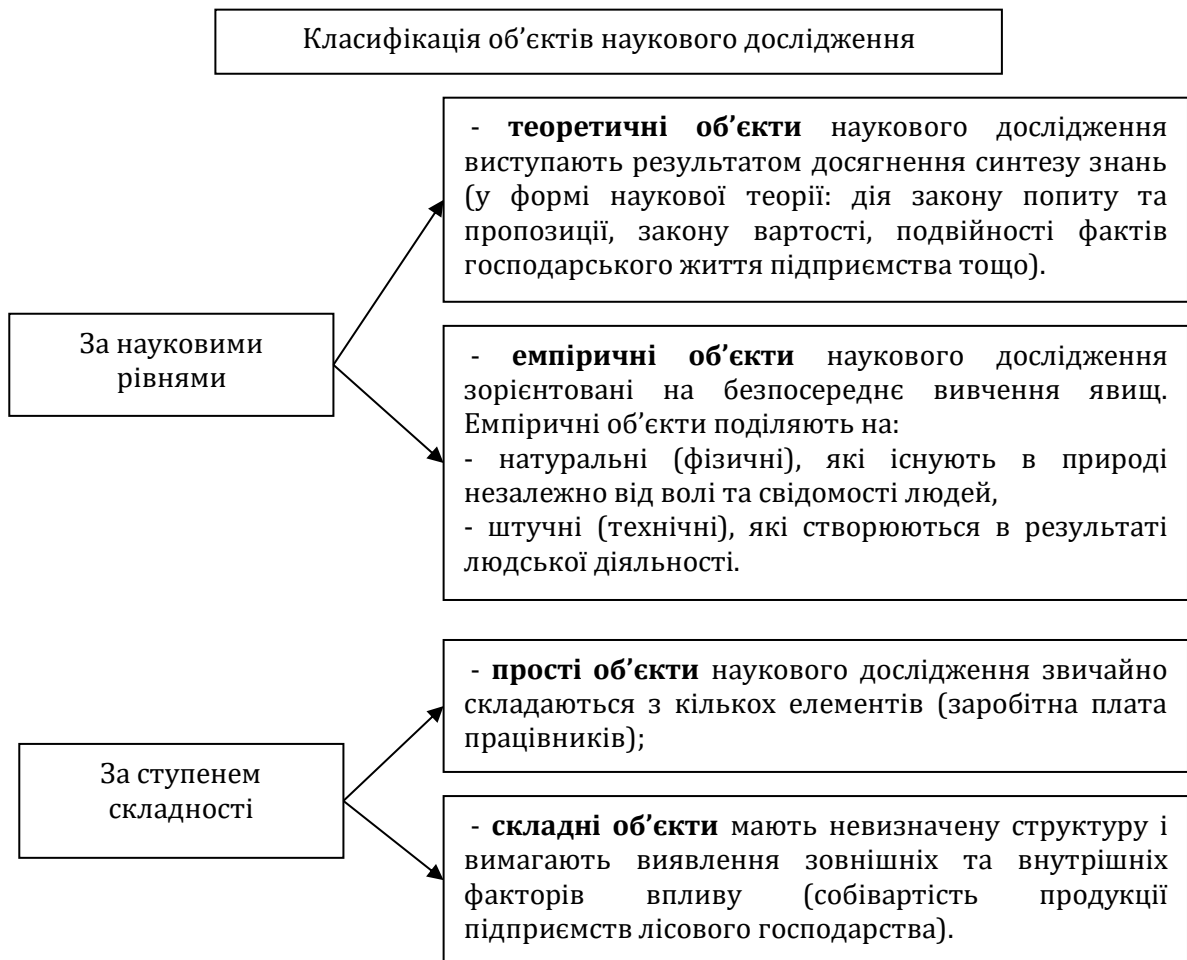 Класифікація об’єктів наукового дослідження
- теоретичні об’єкти наукового дослідження
виступають результатом досягнення синтезу знань
(у формі наукової теорії: дія закону попиту та
пропозиції, закону вартості, подвійності фактів
господарського життя підприємства тощо).
За науковими
рівнями
- емпіричні об’єкти наукового дослідження
зорієнтовані на безпосереднє вивчення явищ.
Емпіричні об’єкти поділяють на:
- натуральні (фізичні), які існують в природі
незалежно від волі та свідомості людей,
- штучні (технічні), які створюються в результаті
людської діяльності.
- прості об’єкти наукового дослідження звичайно
складаються з кількох елементів (заробітна плата
працівників);
За ступенем
складності
- складні об’єкти мають невизначену структуру і
вимагають виявлення зовнішніх та внутрішніх
факторів впливу (собівартість продукції
підприємств лісового господарства).